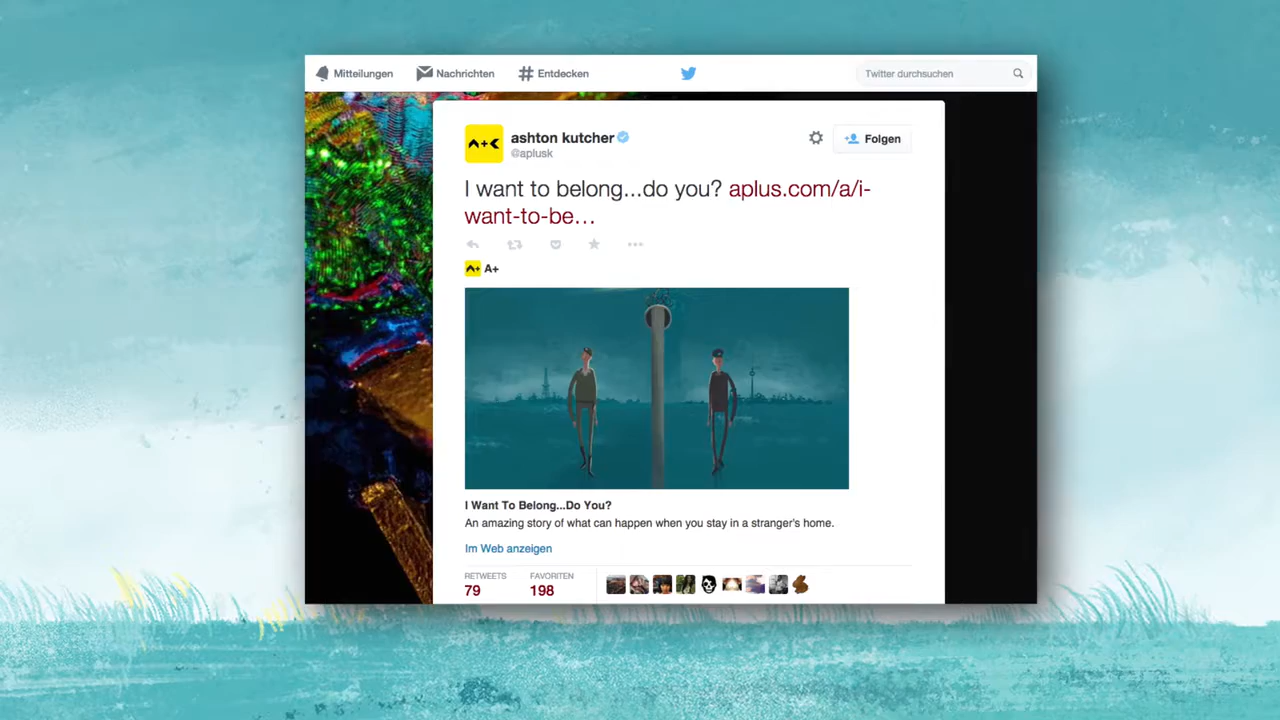 Mitteilungen Nachrichten Entdecken Twitter durchsuchen
ashton kutcher
@aplusk
Folgen
I want to belong...do you? aplus.com/a/i-
want-to-be...
A+
I Want To Belong...Do You?
An amazing story of what can happen when you stay in a stranger's home.
Im Web anzeigen
RETWEETS FAVORITEN
79 198